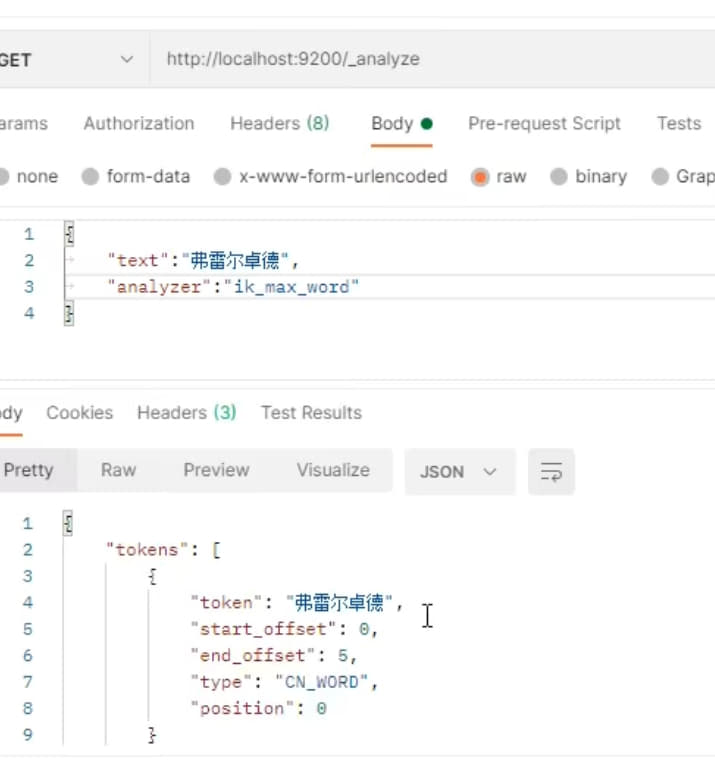 GET http://localhost:9200/_analyze
arams Authorization Headers (8) Body Pre-request Script Tests
none form-data x-www-form-urlencoded raw binary Grap
1 {
2 "text":"弗雷尔卓德",
3 "analyzer":"ik_max_word"
4 }
ody Cookies Headers (3) Test Results
Pretty Raw Preview Visualize JSON
1 {
2 "tokens": [
3 {
4 "token": "弗雷尔卓德",
5 "start_offset": 0,
6 "end_offset": 5,
7 "type": "CN_WORD",
8 "position": 0
9 }